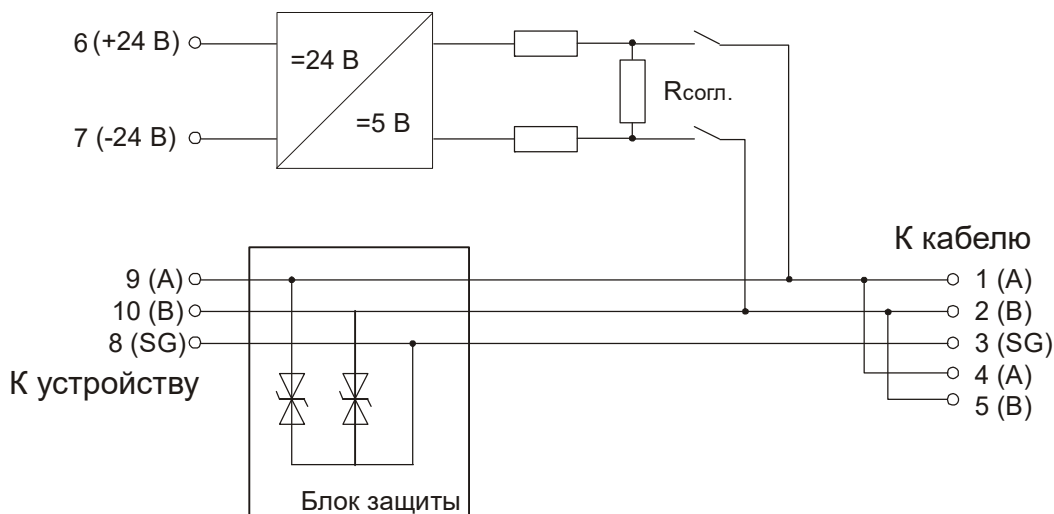 6 (+24 В)
=24 В
=5 В
Rсогл.
7 (-24 В)
К кабелю
9 (A)
1 (A)
10 (B)
2 (B)
8 (SG)
3 (SG)
К устройству
4 (A)
5 (B)
Блок защиты